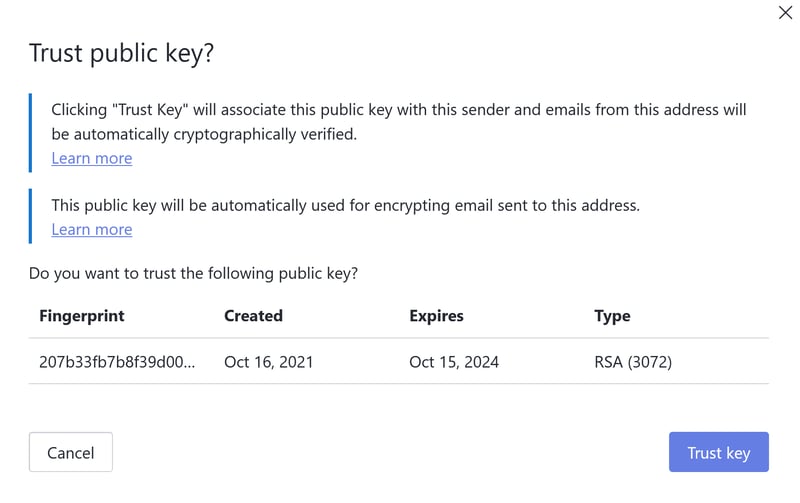 Trust public key?
Clicking "Trust Key" will associate this public key with this sender and emails from this address will
be automatically cryptographically verified.
Learn more
This public key will be automatically used for encrypting email sent to this address.
Learn more
Do you want to trust the following public key?
Fingerprint Created Expires Type
207b33fb7b8f39d00... Oct 16, 2021 Oct 15, 2024 RSA (3072)
Cancel Trust key